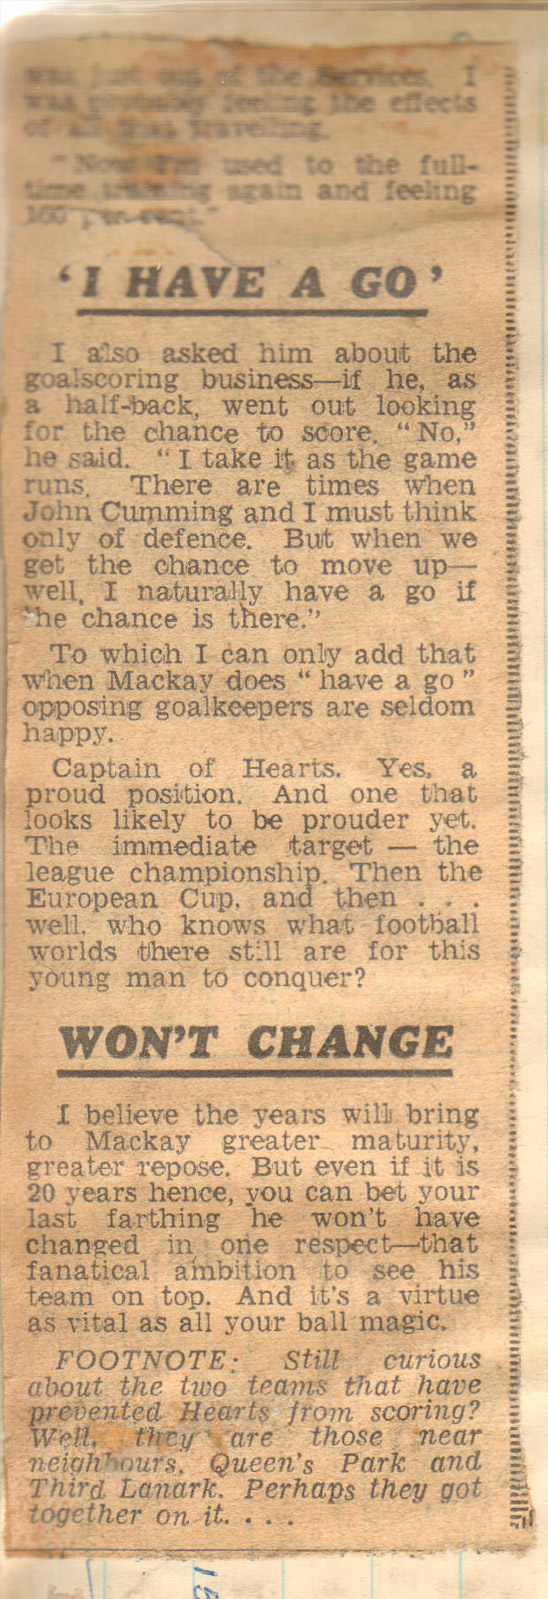 was just out of the Services. I
was probably feeling the effects
of all that travelling.
"Now I'm used to the full-
time training again and feeling
100 per cent."
'I HAVE A GO'
I also asked him about the
goalscoring business—if he, as
a half-back, went out looking
for the chance to score. "No,"
he said. "I take it as the game
runs. There are times when
John Cumming and I must think
only of defence. But when we
get the chance to move up—
well, I naturally have a go if
the chance is there."
To which I can only add that
when Mackay does "have a go"
opposing goalkeepers are seldom
happy.
Captain of Hearts. Yes, a
proud position. And one that
looks likely to be prouder yet.
The immediate target — the
league championship. Then the
European Cup, and then . . .
well, who knows what football
worlds there still are for this
young man to conquer?
WON'T CHANGE
I believe the years will bring
to Mackay greater maturity,
greater repose. But even if it is
20 years hence, you can bet your
last farthing he won't have
changed in one respect—that
fanatical ambition to see his
team on top. And it's a virtue
as vital as all your ball magic.
FOOTNOTE: Still curious
about the two teams that have
prevented Hearts from scoring?
Well, they are those near
neighbours, Queen's Park and
Third Lanark. Perhaps they got
together on it. . . .